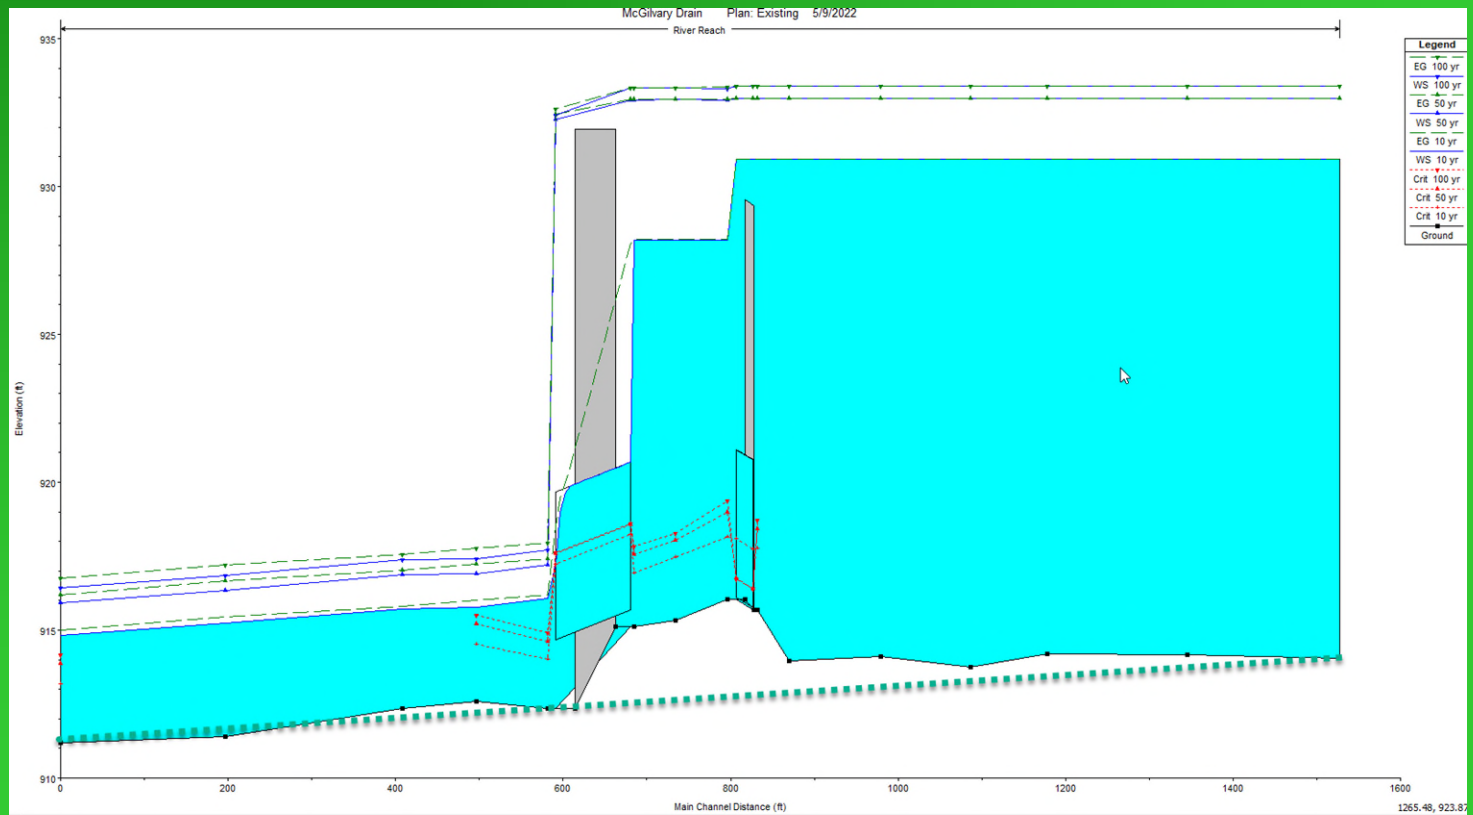 McGilvary Drain Plan: Existing 5/9/2022
River Reach
935
930
925
920
915
910
Elevation (ft)
0 200 400 600 800 1000 1200 1400 1600
Main Channel Distance (ft)
1265.48, 923.87
Legend
EG 100 yr
WS 100 yr
EG 50 yr
WS 50 yr
EG 10 yr
WS 10 yr
Crit 100 yr
Crit 50 yr
Crit 10 yr
Ground